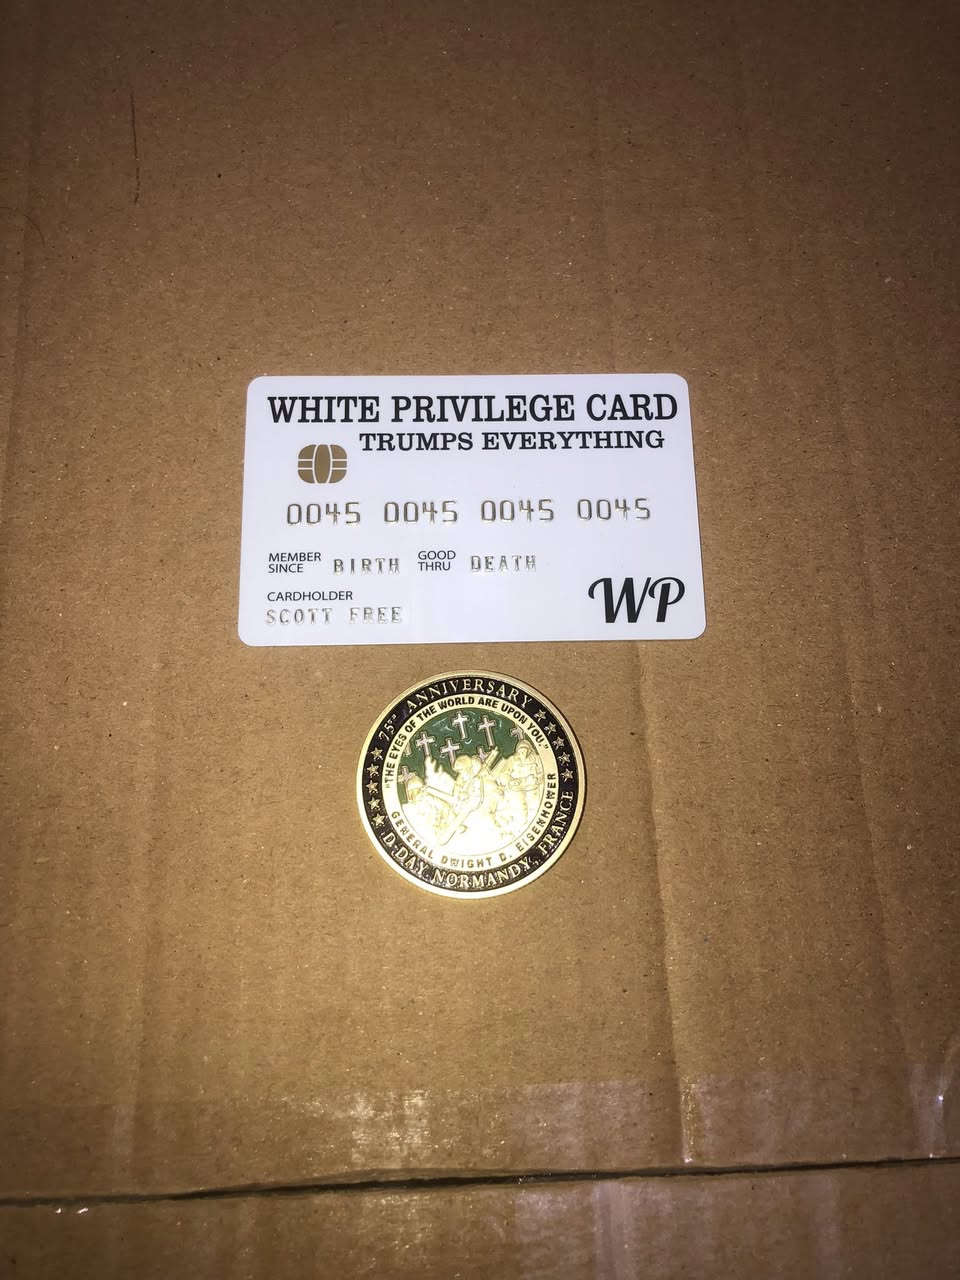 WHITE PRIVILEGE CARD
TRUMPS EVERYTHING
0045 0045 0045 0045
MEMBER SINCE BIRTH GOOD THRU DEATH
CARDHOLDER
SCOTT FREE
WP
75TH ANNIVERSARY
"THE EYES OF THE WORLD ARE UPON YOU,"
GENERAL DWIGHT D. EISENHOWER
D-DAY NORMANDY, FRANCE